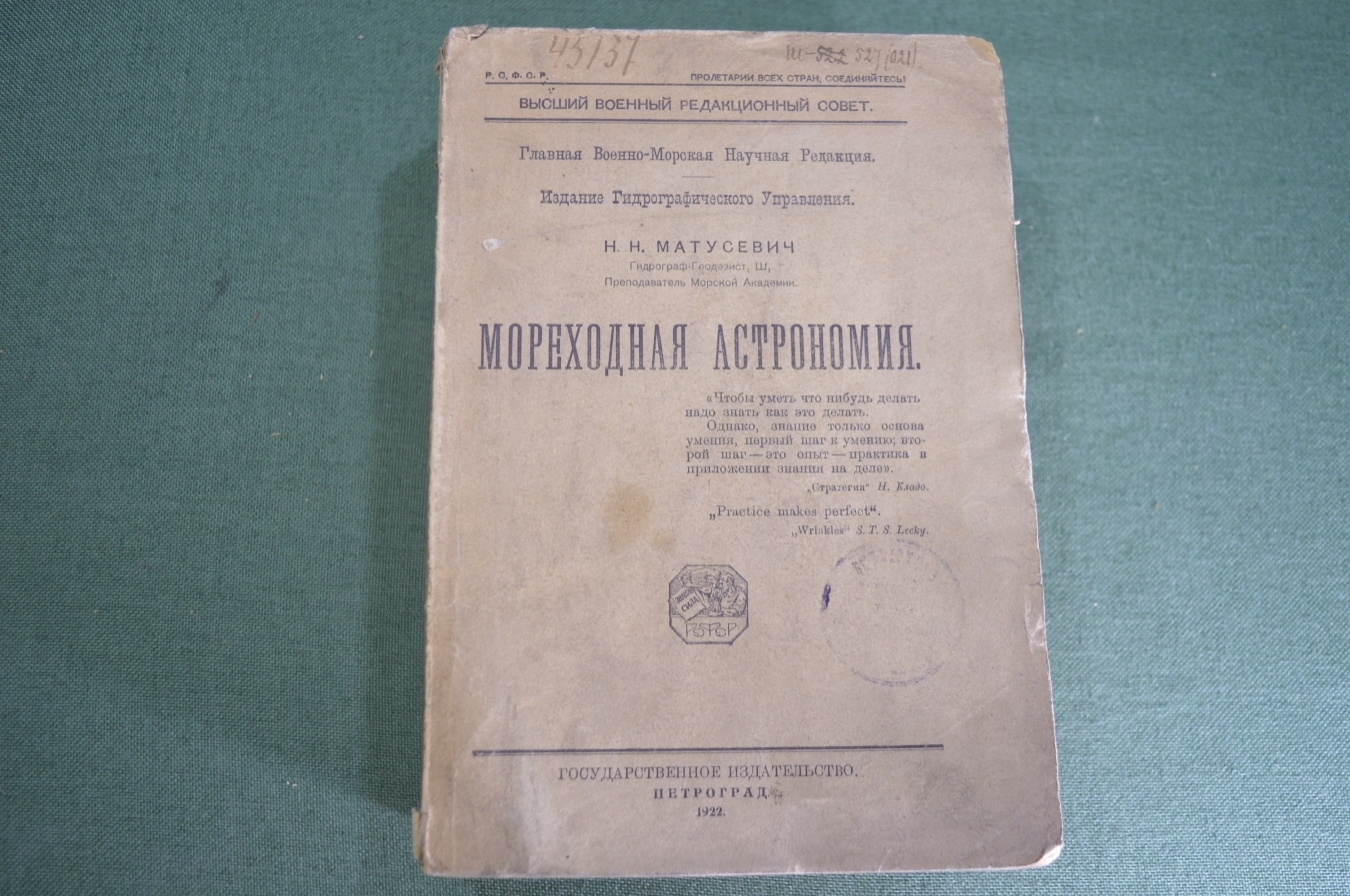 45137
527 (021)
Р. С. Ф. С. Р.
ПРОЛЕТАРИИ ВСЕХ СТРАН, СОЕДИНЯЙТЕСЬ!
ВЫСШИЙ ВОЕННЫЙ РЕДАКЦИОННЫЙ СОВЕТ.
Главная Военно-Морская Научная Редакция.
Издание Гидрографического Управления.
Н. Н. МАТУСЕВИЧ
Гидрограф-Геодезист, Ш,
Преподаватель Морской Академии.
МОРЕХОДНАЯ АСТРОНОМИЯ.
«Чтобы уметь что нибудь делать
надо знать как это делать.
Однако, знание только основа
умения, первый шаг к умению; вто-
рой шаг — это опыт — практика в
приложении знания на деле».
„Стратегия“ Н. Кладо.
„Practice makes perfect“.
„Wrinkles“ S. T. S. Lecky.
СИЛА
ГОСУДАРСТВЕННОЕ ИЗДАТЕЛЬСТВО.
ПЕТРОГРАД
1922.